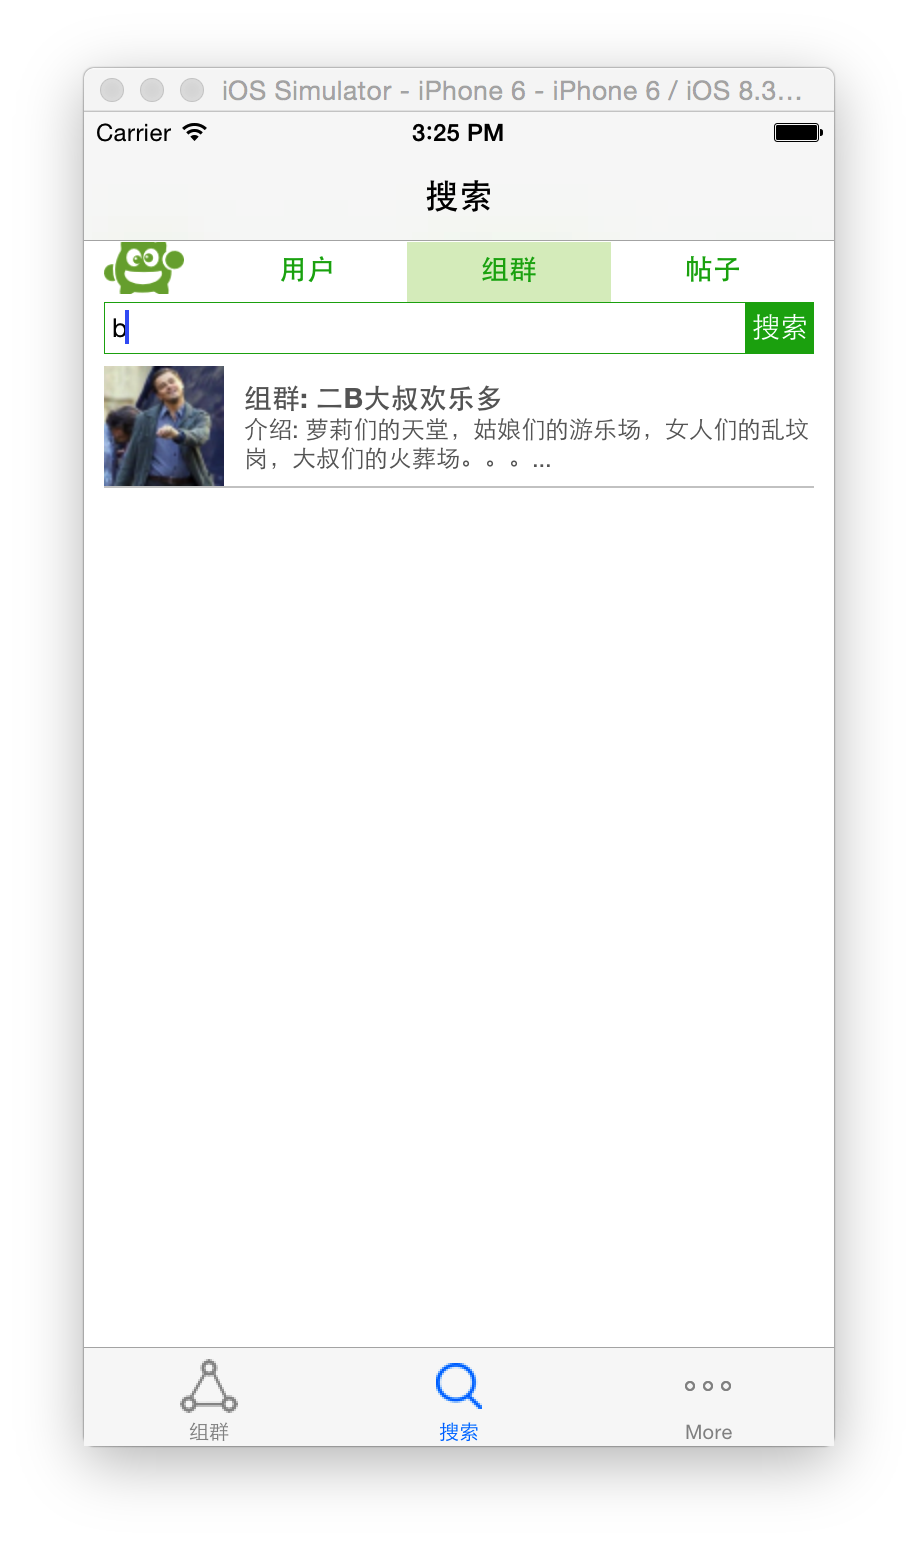 iOS Simulator - iPhone 6 - iPhone 6 / iOS 8.3...
Carrier 3:25 PM
搜索
用户 组群 帖子
b 搜索
组群: 二B大叔欢乐多
介绍: 萝莉们的天堂，姑娘们的游乐场，女人们的乱坟
岗，大叔们的火葬场。。。...
组群 搜索 More